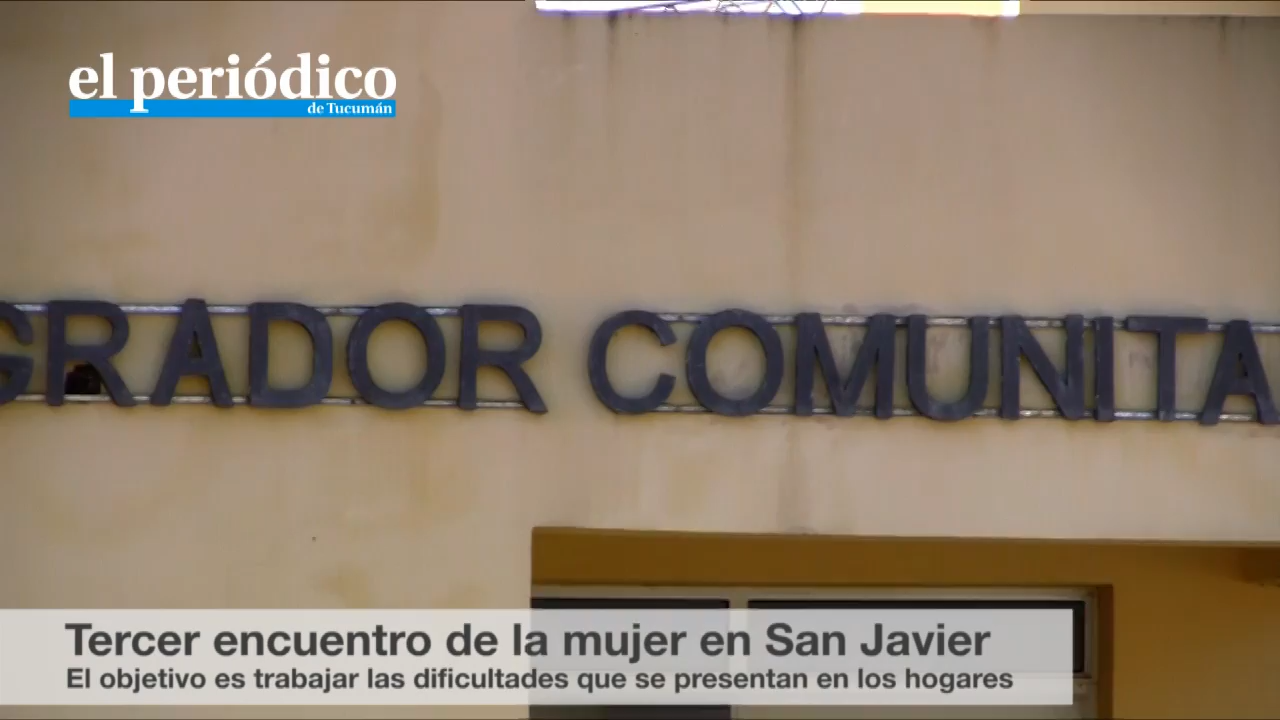 el periódico
de Tucumán
GRADOR COMUNITA
Tercer encuentro de la mujer en San Javier
El objetivo es trabajar las dificultades que se presentan en los hogares